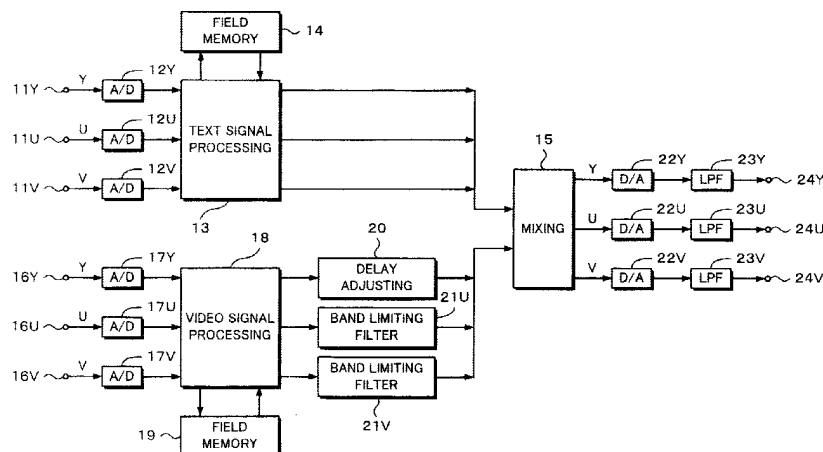 FIELD
MEMORY
14
11Y
Y
A/D
12Y
11U
U
A/D
12U
11V
V
A/D
12V
TEXT SIGNAL
PROCESSING
13
15
MIXING
Y
D/A
22Y
LPF
23Y
24Y
U
D/A
22U
LPF
23U
24U
V
D/A
22V
LPF
23V
24V
16Y
Y
A/D
17Y
16U
U
A/D
17U
16V
V
A/D
17V
18
VIDEO SIGNAL
PROCESSING
20
DELAY
ADJUSTING
21U
BAND LIMITING
FILTER
BAND LIMITING
FILTER
21V
19
FIELD
MEMORY